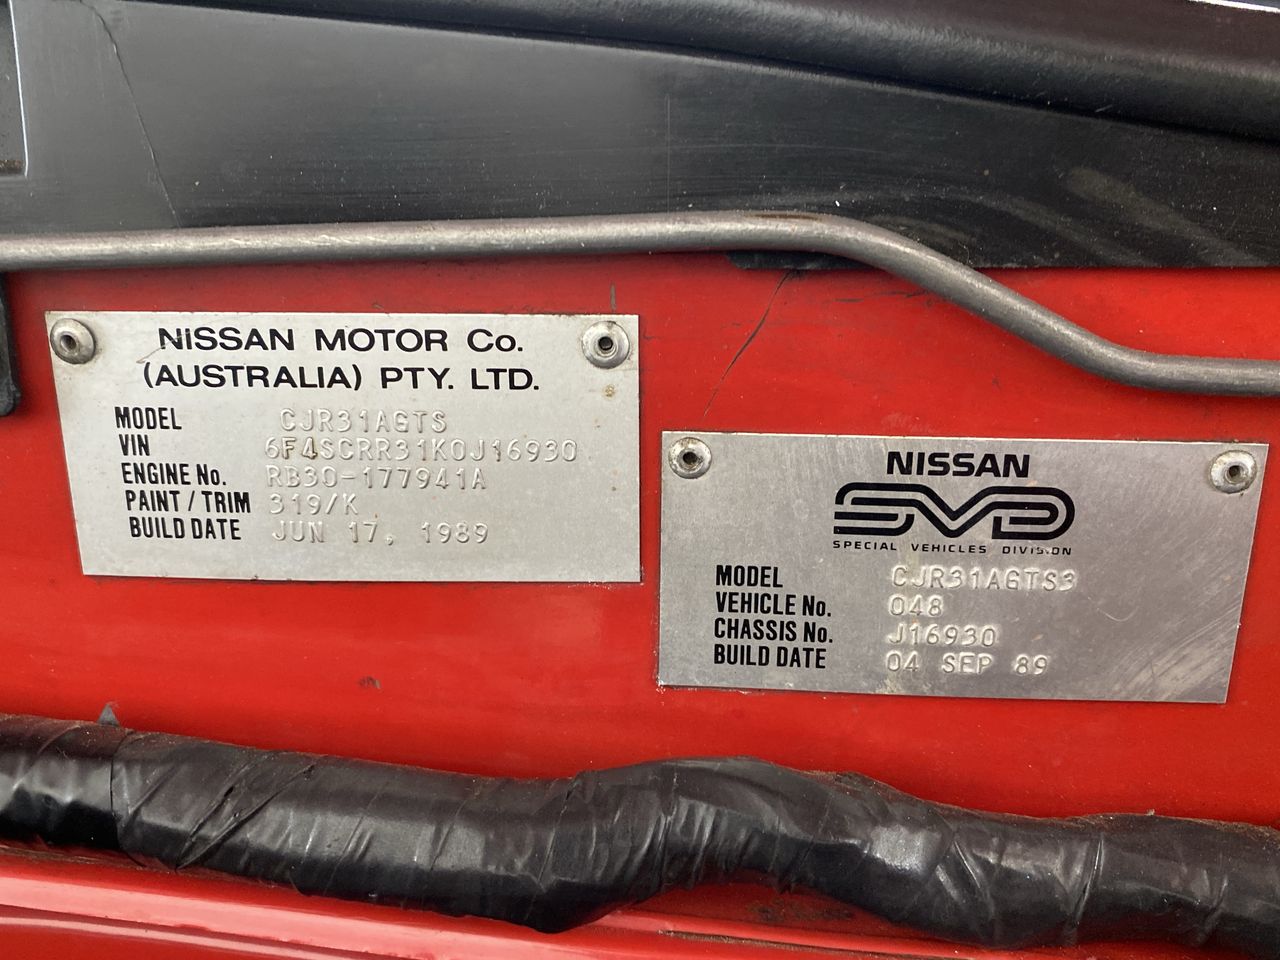 NISSAN MOTOR Co.
(AUSTRALIA) PTY. LTD.
MODEL CJR31AGTS
VIN 6F4SCRR31K0J16930
ENGINE No. RB30-177941A
PAINT / TRIM 319/K
BUILD DATE JUN 17, 1989
NISSAN
SVD
SPECIAL VEHICLES DIVISION
MODEL CJR31AGTS3
VEHICLE No. 048
CHASSIS No. J16930
BUILD DATE 04 SEP 89